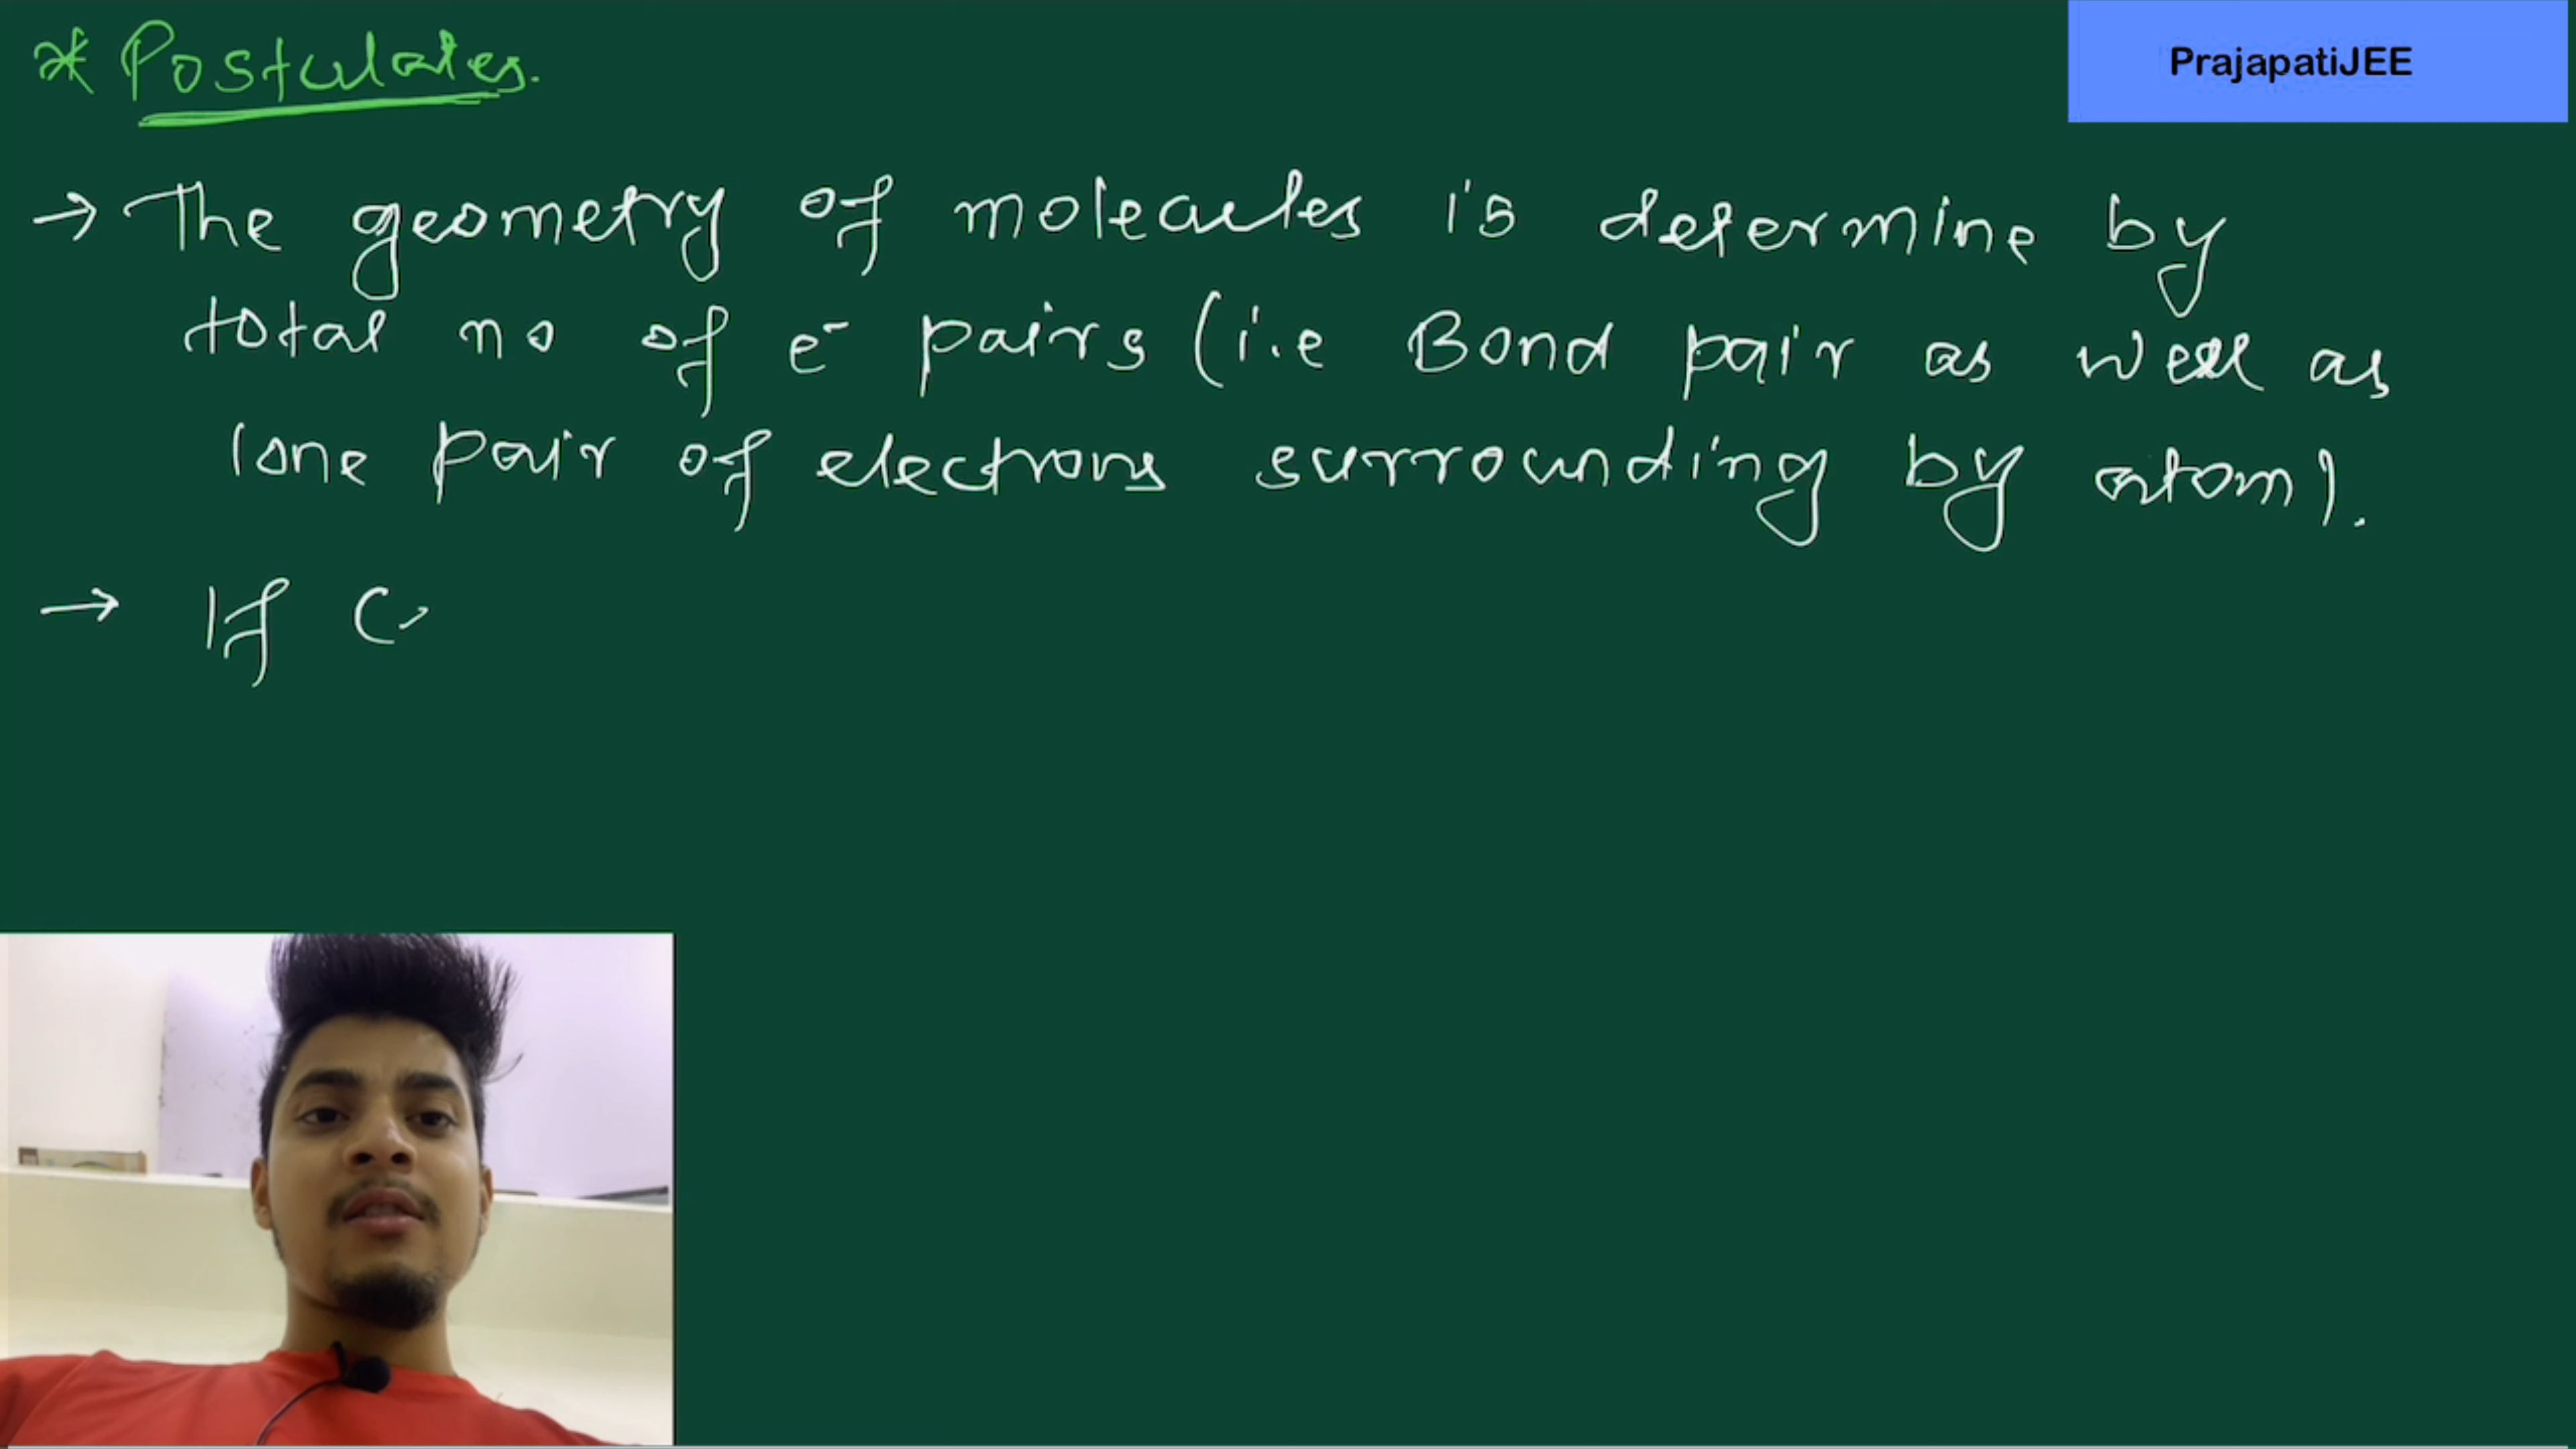 * Postulates.
PrajapatiJEE
→ The geometry of molecules is determine by
total no of e- pairs (i.e Bond pair as well as
lone pair of electrons surrounding by atom).
→ If C